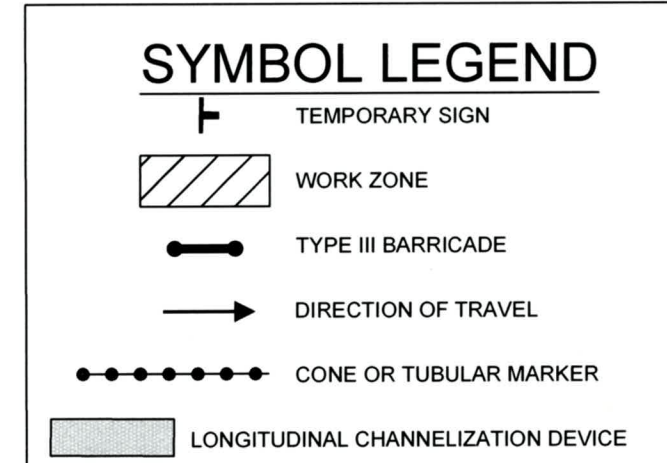 SYMBOL LEGEND
TEMPORARY SIGN
WORK ZONE
TYPE III BARRICADE
DIRECTION OF TRAVEL
CONE OR TUBULAR MARKER
LONGITUDINAL CHANNELIZATION DEVICE